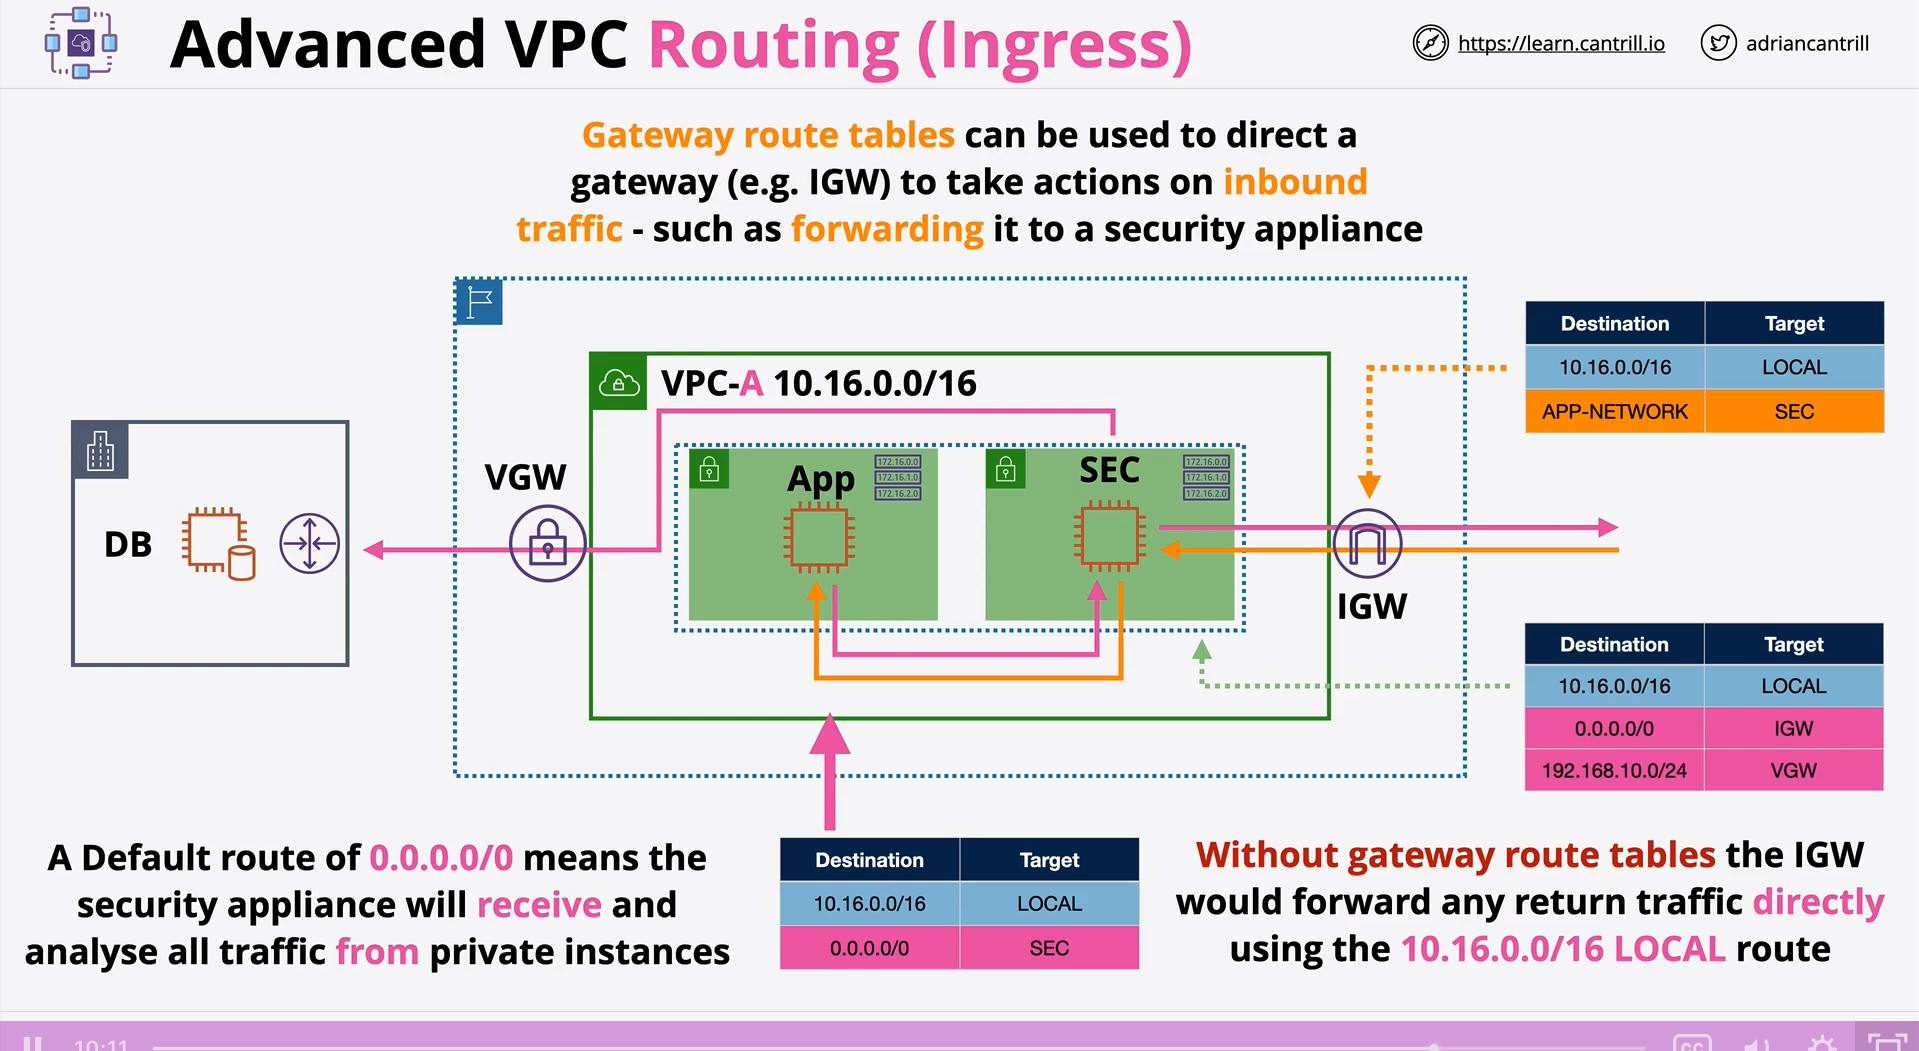 Advanced VPC Routing (Ingress)
https://learn.cantrill.io
adriancantrill
Gateway route tables can be used to direct a
gateway (e.g. IGW) to take actions on inbound
traffic - such as forwarding it to a security appliance
Destination Target
10.16.0.0/16 LOCAL
APP-NETWORK SEC
VPC-A 10.16.0.0/16
VGW
App
172.16.0.0
172.16.1.0
172.16.2.0
SEC
172.16.0.0
172.16.1.0
172.16.2.0
DB
IGW
Destination Target
10.16.0.0/16 LOCAL
0.0.0.0/0 IGW
192.168.10.0/24 VGW
A Default route of 0.0.0.0/0 means the
security appliance will receive and
analyse all traffic from private instances
Destination Target
10.16.0.0/16 LOCAL
0.0.0.0/0 SEC
Without gateway route tables the IGW
would forward any return traffic directly
using the 10.16.0.0/16 LOCAL route
10:11
CC